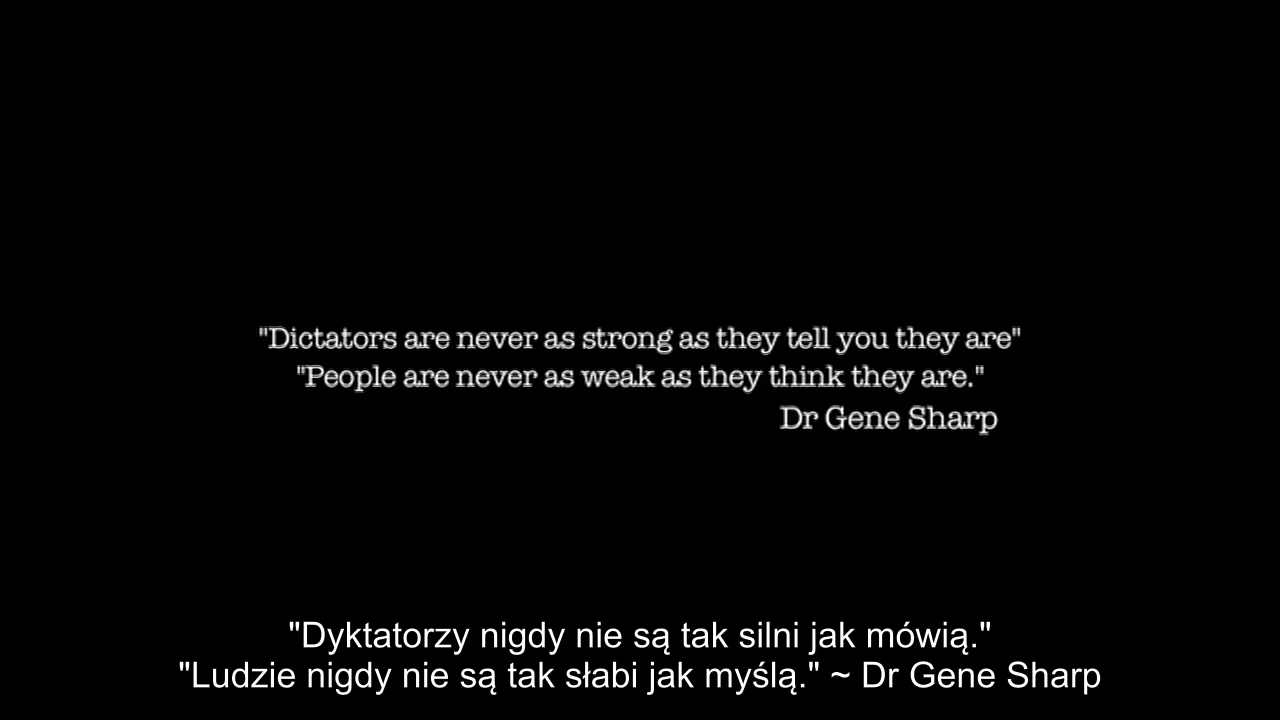 "Dictators are never as strong as they tell you they are"
"People are never as weak as they think they are."
Dr Gene Sharp
"Dyktatorzy nigdy nie są tak silni jak mówią."
"Ludzie nigdy nie są tak słabi jak myślą." ~ Dr Gene Sharp